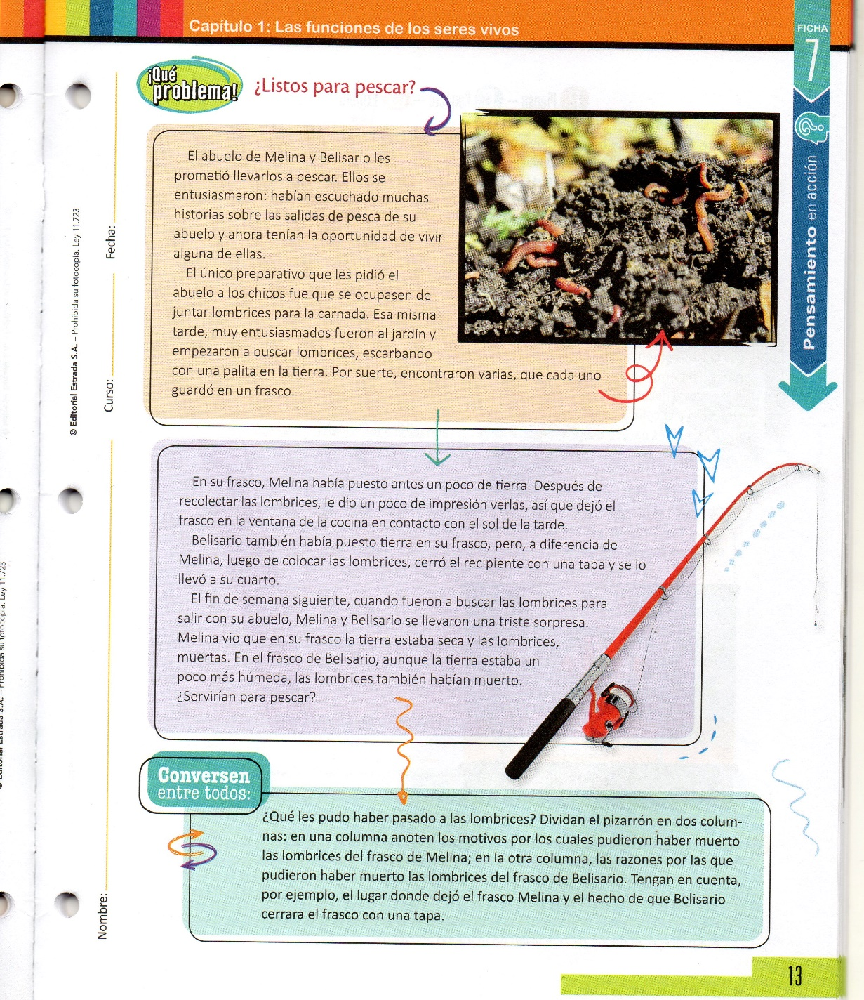 Capítulo 1: Las funciones de los seres vivos
FICHA
7
Pensamiento en acción
¡Qué
problema!
¿Listos para pescar?
El abuelo de Melina y Belisario les
prometió llevarlos a pescar. Ellos se
entusiasmaron: habían escuchado muchas
historias sobre las salidas de pesca de su
abuelo y ahora tenían la oportunidad de vivir
alguna de ellas.
El único preparativo que les pidió el
abuelo a los chicos fue que se ocupasen de
juntar lombrices para la carnada. Esa misma
tarde, muy entusiasmados fueron al jardín y
empezaron a buscar lombrices, escarbando
con una palita en la tierra. Por suerte, encontraron varias, que cada uno
guardó en un frasco.
En su frasco, Melina había puesto antes un poco de tierra. Después de
recolectar las lombrices, le dio un poco de impresión verlas, así que dejó el
frasco en la ventana de la cocina en contacto con el sol de la tarde.
Belisario también había puesto tierra en su frasco, pero, a diferencia de
Melina, luego de colocar las lombrices, cerró el recipiente con una tapa y se lo
llevó a su cuarto.
El fin de semana siguiente, cuando fueron a buscar las lombrices para
salir con su abuelo, Melina y Belisario se llevaron una triste sorpresa.
Melina vio que en su frasco la tierra estaba seca y las lombrices,
muertas. En el frasco de Belisario, aunque la tierra estaba un
poco más húmeda, las lombrices también habían muerto.
¿Servirían para pescar?
Conversen
entre todos:
¿Qué les pudo haber pasado a las lombrices? Dividan el pizarrón en dos colum-
nas: en una columna anoten los motivos por los cuales pudieron haber muerto
las lombrices del frasco de Melina; en la otra columna, las razones por las que
pudieron haber muerto las lombrices del frasco de Belisario. Tengan en cuenta,
por ejemplo, el lugar donde dejó el frasco Melina y el hecho de que Belisario
cerrara el frasco con una tapa.
Nombre:
Curso:
Fecha:
© Editorial Estrada S.A. – Prohibida su fotocopia. Ley 11.723
© Editorial Estrada S.A. – Prohibida su fotocopia. Ley 11.723
13